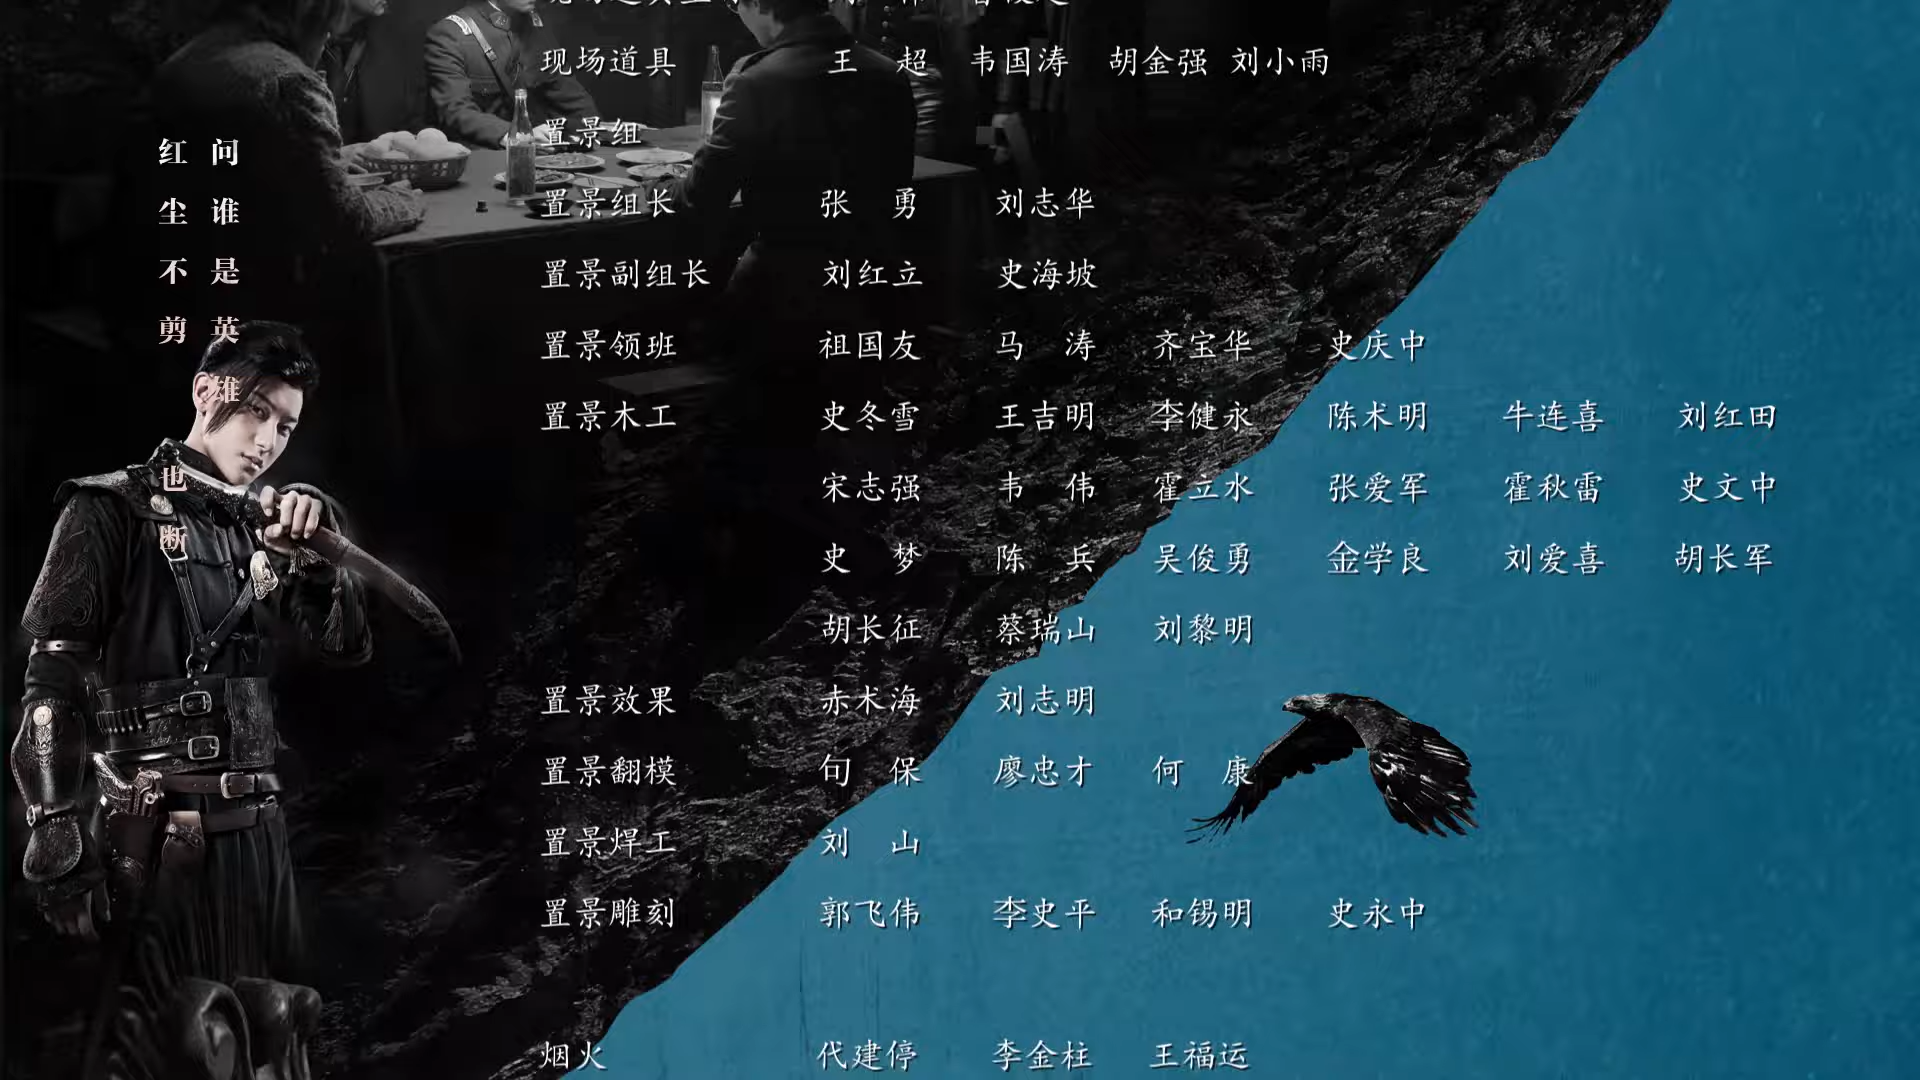 问谁是英雄
红尘不剪 也断
现场道具 王 超 韦国涛 胡金强 刘小雨
置景组
置景组长 张 勇 刘志华
置景副组长 刘红立 史海坡
置景领班 祖国友 马 涛 齐宝华 史庆中
置景木工 史冬雪 王吉明 李健永 陈术明 牛连喜 刘红田
宋志强 韦 伟 霍立水 张爱军 霍秋雷 史文中
史 梦 陈 兵 吴俊勇 金学良 刘爱喜 胡长军
胡长征 蔡瑞山 刘黎明
置景效果 赤术海 刘志明
置景翻模 句 保 廖忠才 何 康
置景焊工 刘 山
置景雕刻 郭飞伟 李史平 和锡明 史永中
烟火 代建停 李金柱 王福运